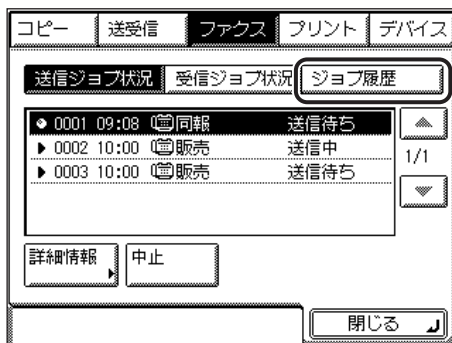 コピー 送受信 ファクス プリント デバイス
送信ジョブ状況 受信ジョブ状況 ジョブ履歴
0001 09:08 同報 送信待ち
0002 10:00 販売 送信中
0003 10:00 販売 送信待ち
1/1
詳細情報 中止
閉じる